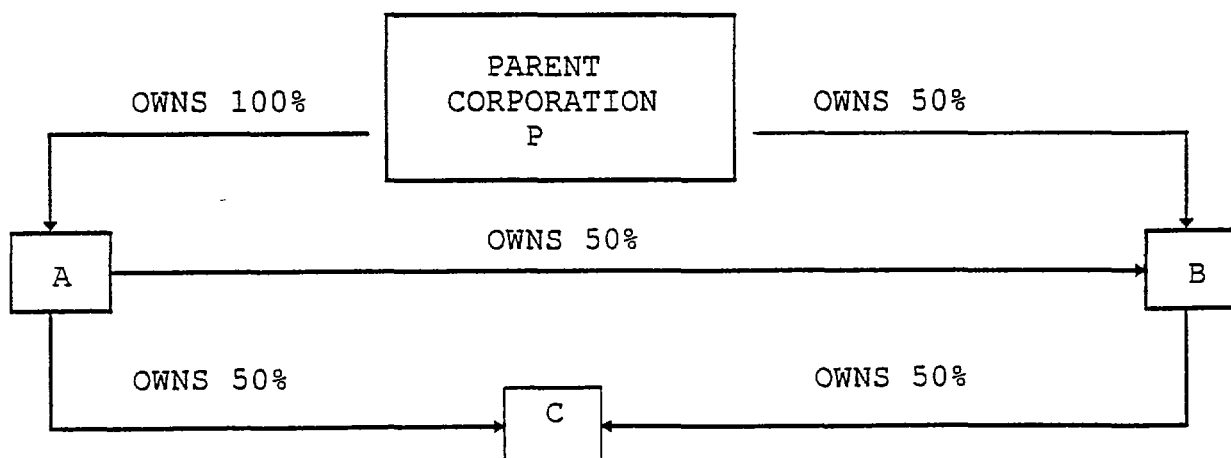 PARENT
CORPORATION
P
OWNS 100%
OWNS 50%
OWNS 50%
A
B
OWNS 50%
OWNS 50%
C